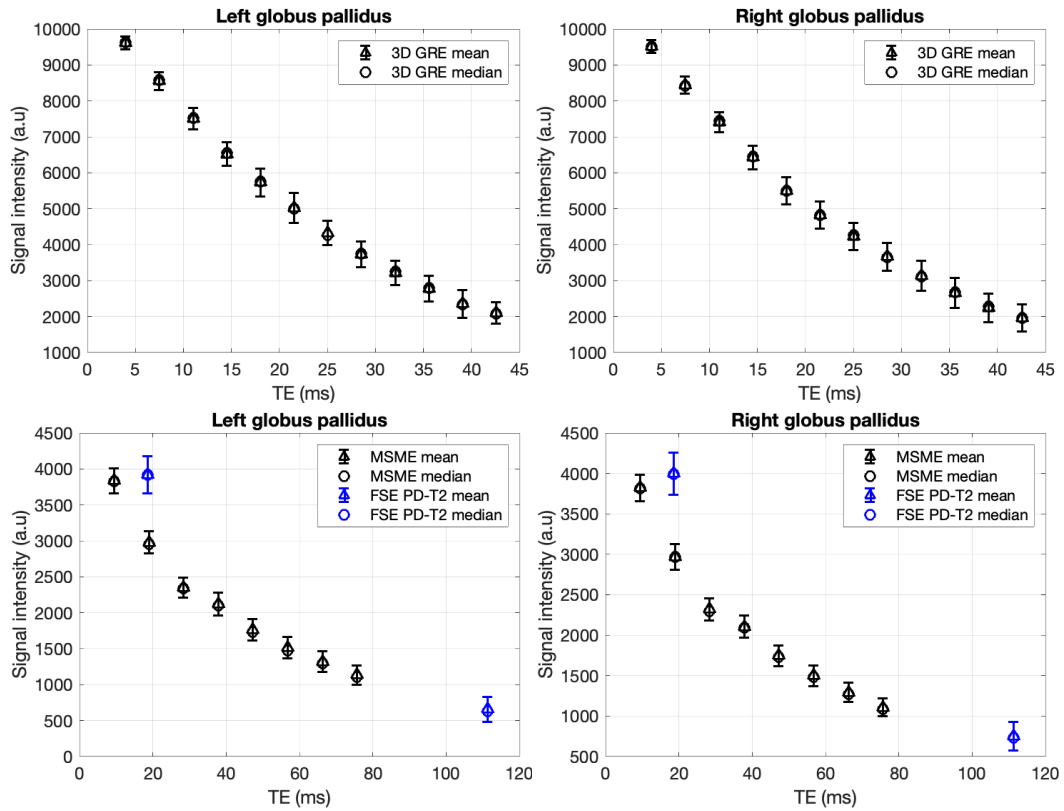 Left globus pallidus
10000
9000
8000
7000
6000
5000
4000
3000
2000
1000
Signal intensity (a.u)
3D GRE mean
3D GRE median
0 5 10 15 20 25 30 35 40 45
TE (ms)
Right globus pallidus
10000
9000
8000
7000
6000
5000
4000
3000
2000
1000
Signal intensity (a.u)
3D GRE mean
3D GRE median
0 5 10 15 20 25 30 35 40 45
TE (ms)
Left globus pallidus
4500
4000
3500
3000
2500
2000
1500
1000
500
0
Signal intensity (a.u)
MSME mean
MSME median
FSE PD-T2 mean
FSE PD-T2 median
0 20 40 60 80 100 120
TE (ms)
Right globus pallidus
4500
4000
3500
3000
2500
2000
1500
1000
500
Signal intensity (a.u)
MSME mean
MSME median
FSE PD-T2 mean
FSE PD-T2 median
0 20 40 60 80 100 120
TE (ms)